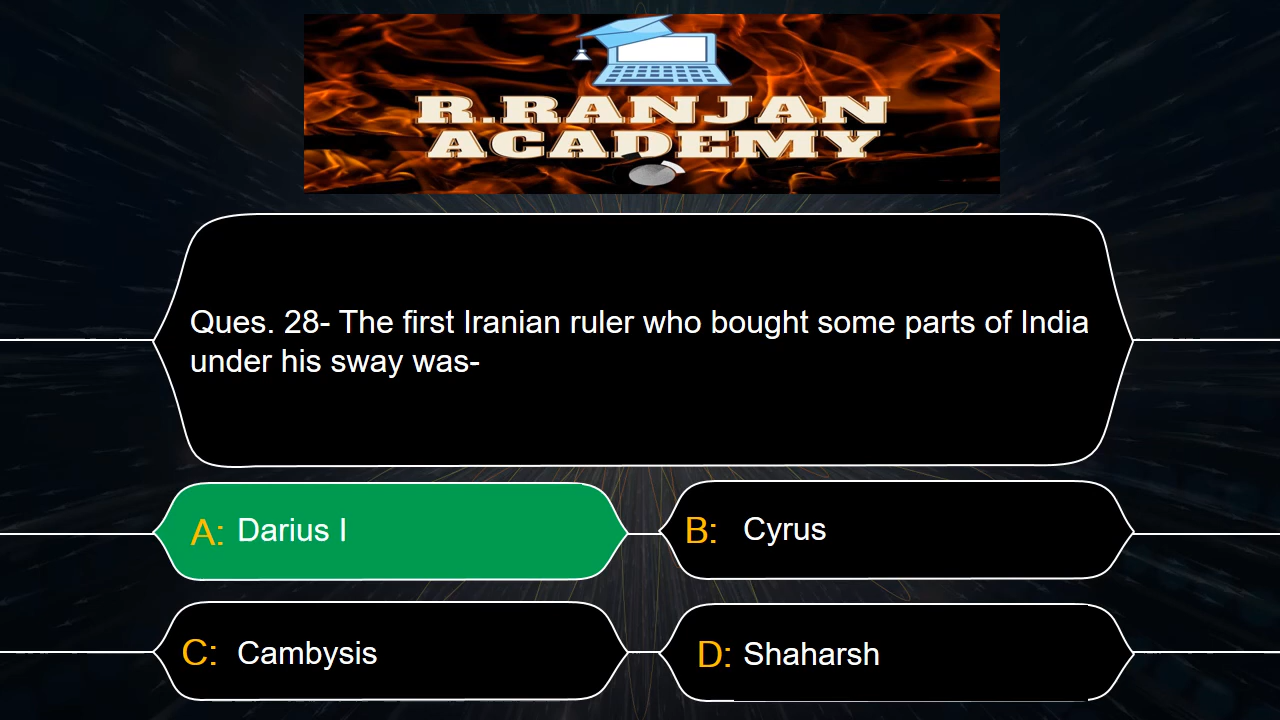 R.RANJAN
ACADEMY
Ques. 28- The first Iranian ruler who bought some parts of India
under his sway was-
A: Darius I
B: Cyrus
C: Cambysis
D: Shaharsh